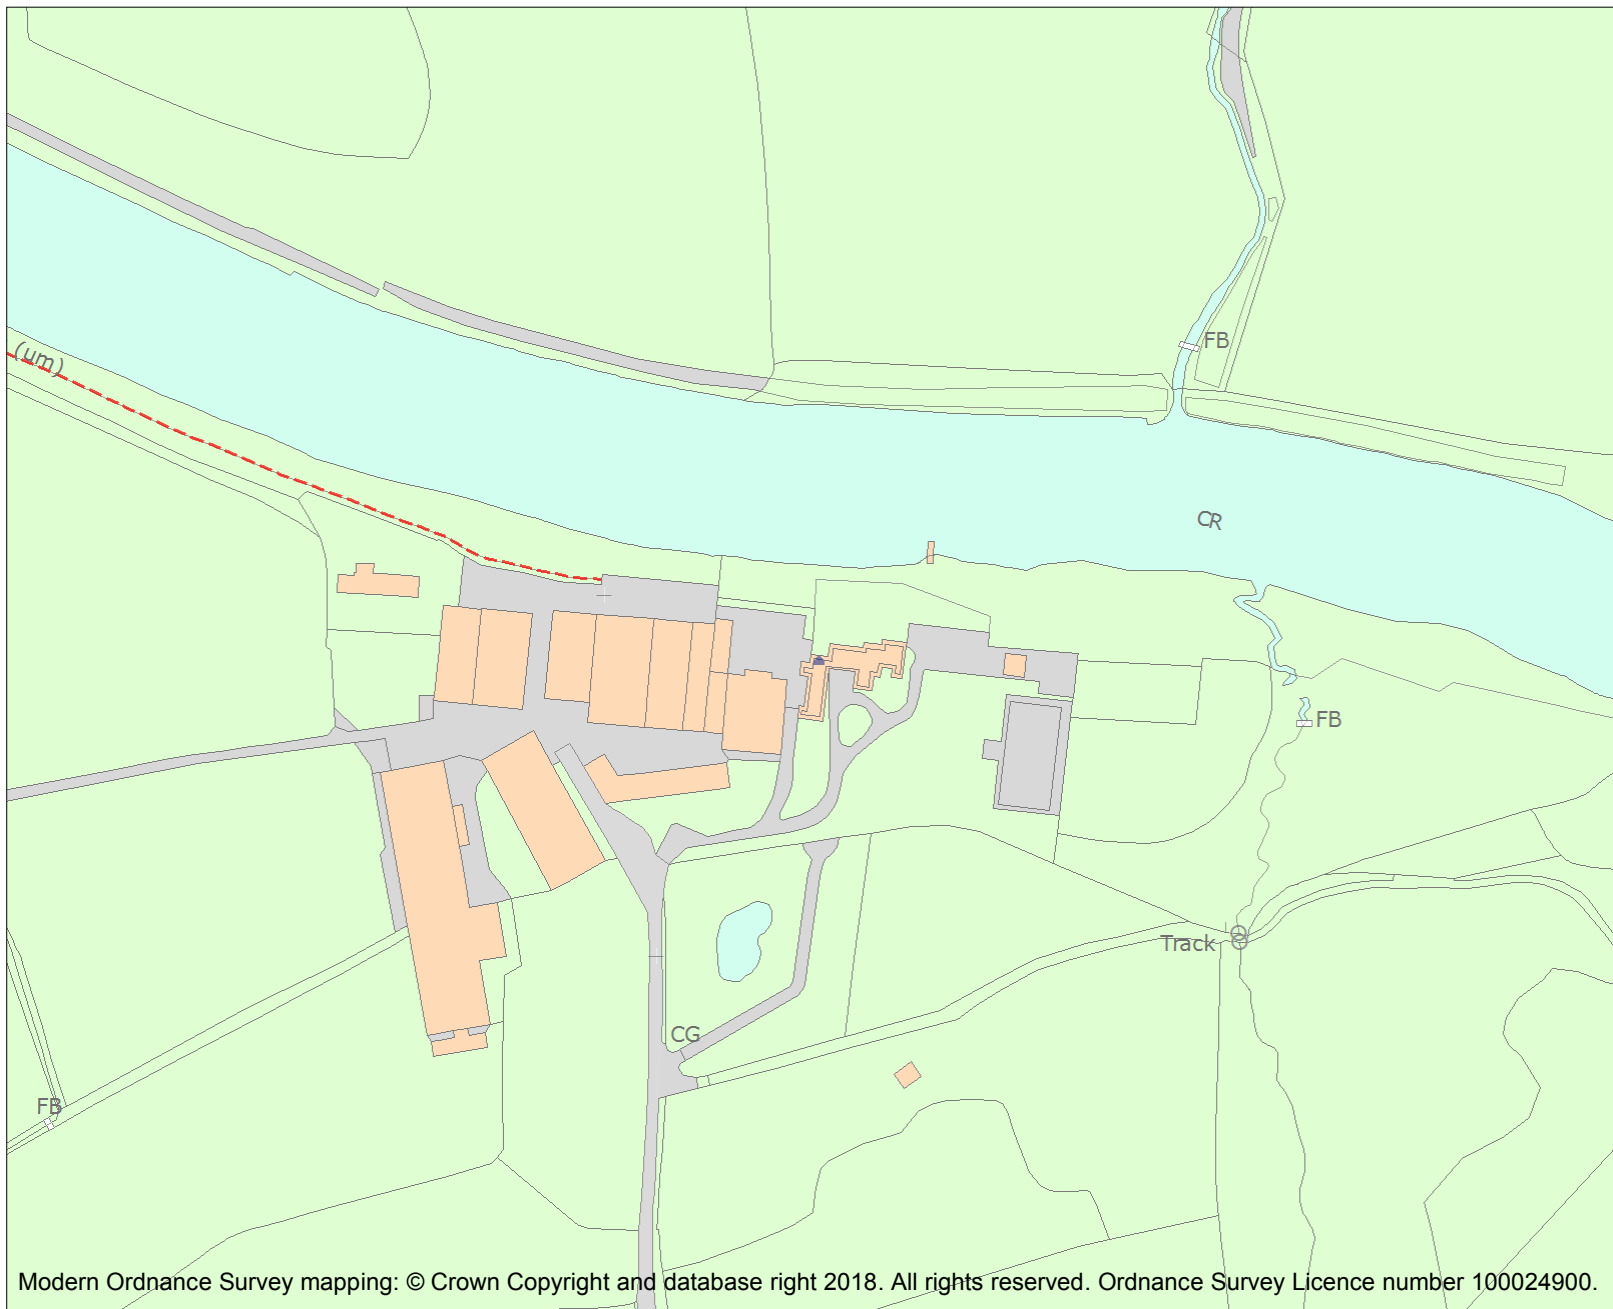 FB
(um)
CR
FB
Track
CG
FB
Modern Ordnance Survey mapping: © Crown Copyright and database right 2018. All rights reserved. Ordnance Survey Licence number 100024900.